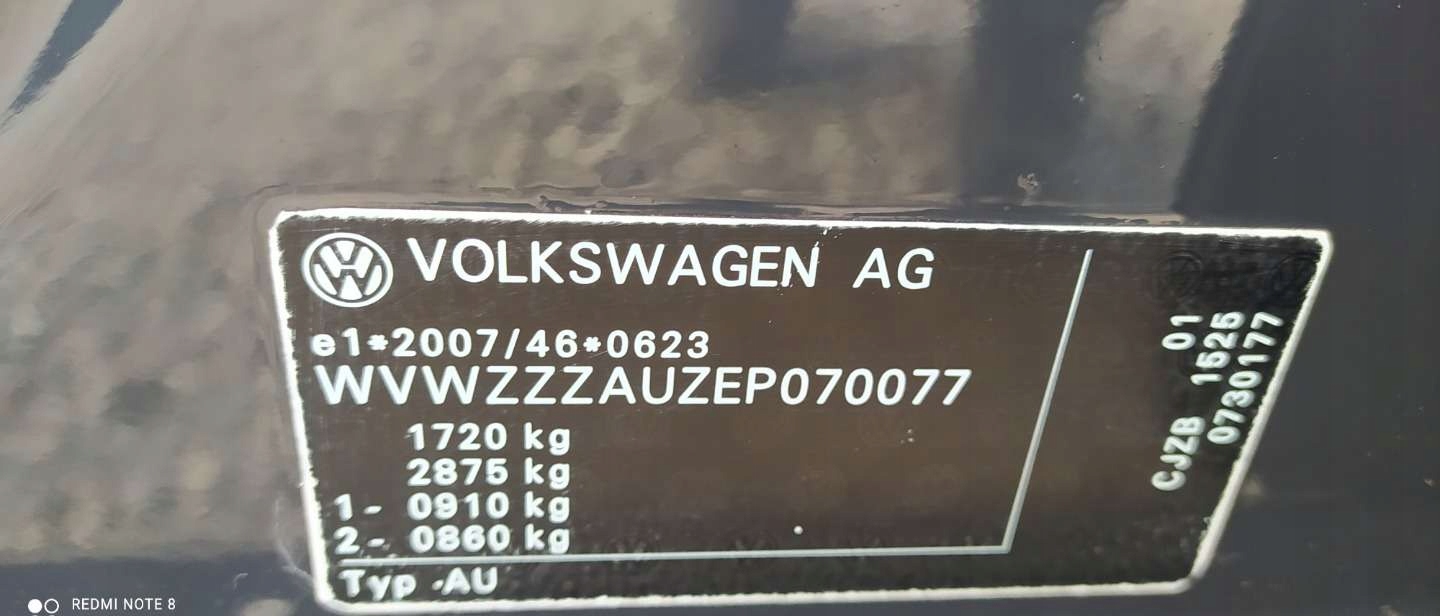 VOLKSWAGEN AG
e1*2007/46*0623
WVWZZZAUZEP070077
1720 kg
2875 kg
1- 0910 kg
2- 0860 kg
Typ AU
CJZB 01
1525
0730177
REDMI NOTE 8